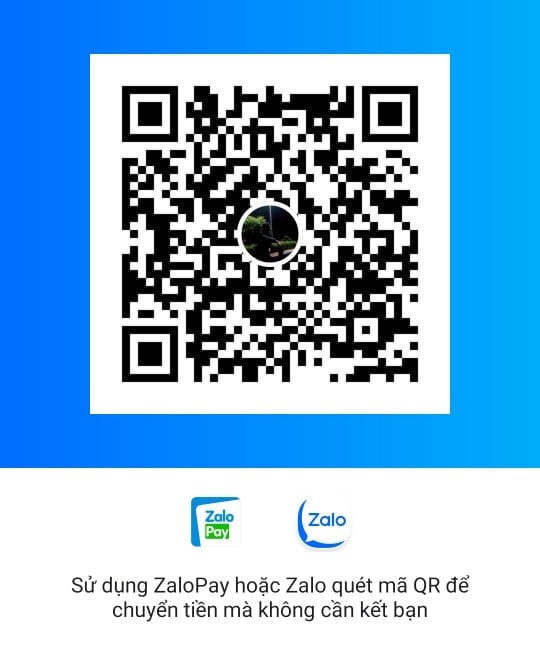 Zalo
Pay
Zalo
Sử dụng ZaloPay hoặc Zalo quét mã QR để
chuyển tiền mà không cần kết bạn